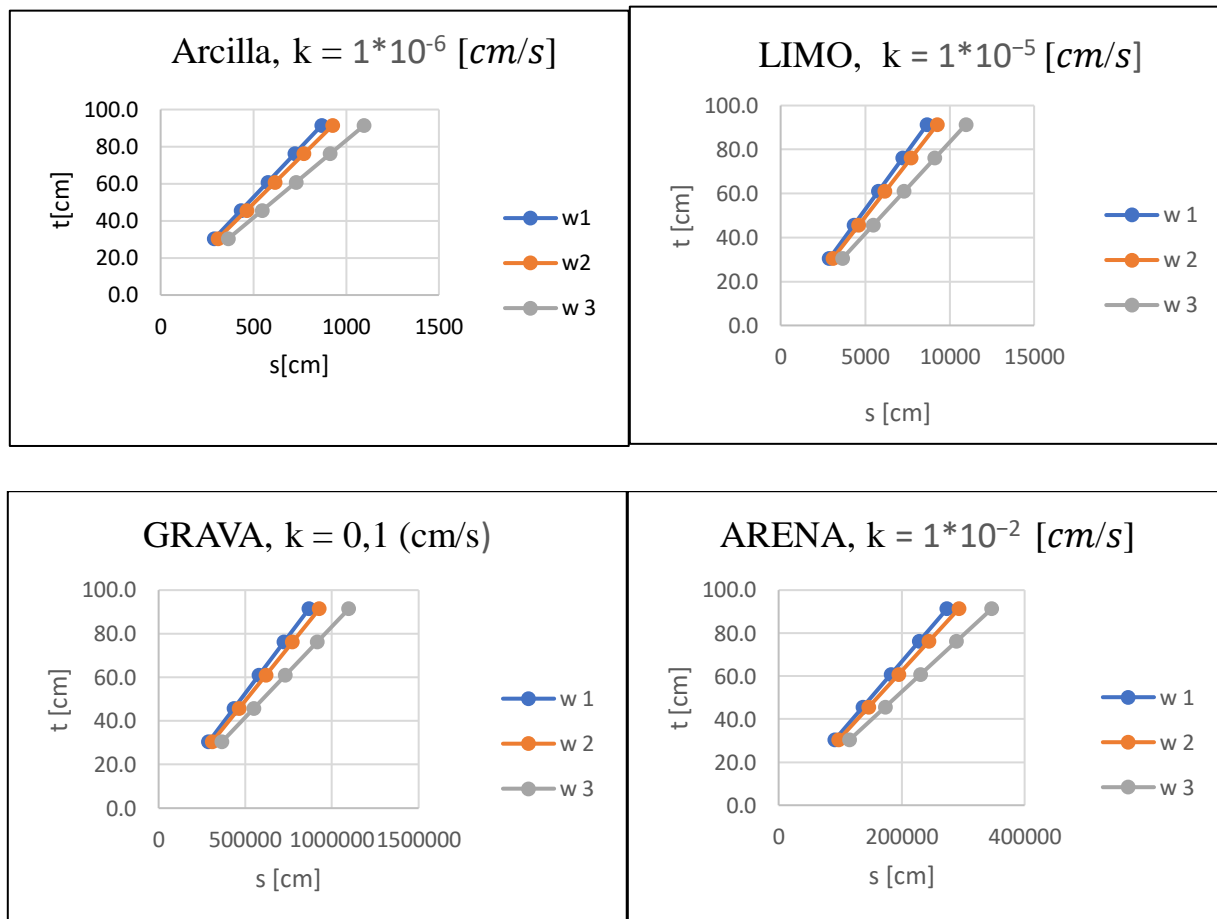 Arcilla, k = 1*10⁻⁶ [cm/s]
100.0
80.0
60.0
40.0
20.0
0.0
t[cm]
0 500 1000 1500
s[cm]
w1
w2
w 3
LIMO, k = 1*10⁻⁵ [cm/s]
100.0
80.0
60.0
40.0
20.0
0.0
t [cm]
0 5000 10000 15000
s [cm]
w 1
w 2
w 3
GRAVA, k = 0,1 (cm/s)
100.0
80.0
60.0
40.0
20.0
0.0
t [cm]
0 500000 1000000 1500000
s [cm]
w 1
w 2
w 3
ARENA, k = 1*10⁻² [cm/s]
100.0
80.0
60.0
40.0
20.0
0.0
t [cm]
0 200000 400000
s [cm]
w 1
w 2
w 3